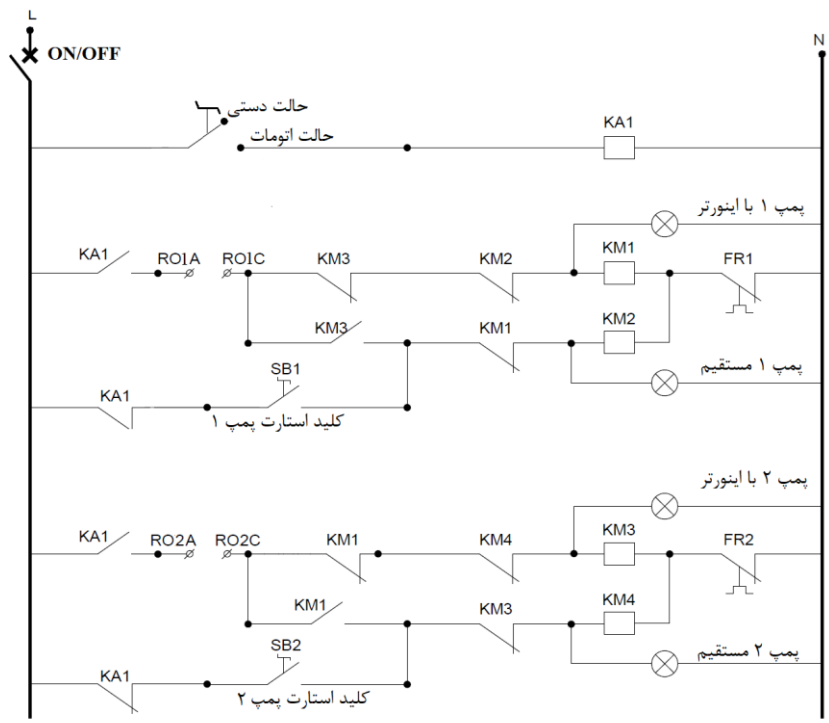 L
N
ON/OFF
حالت دستی
حالت اتومات
KA1
پمپ ۱ با اینورتر
KA1
RO1A
RO1C
KM3
KM2
KM1
FR1
KM3
KM1
KM2
SB1
پمپ ۱ مستقیم
KA1
کلید استارت پمپ ۱
پمپ ۲ با اینورتر
KA1
RO2A
RO2C
KM1
KM4
KM3
FR2
KM1
KM3
KM4
SB2
پمپ ۲ مستقیم
KA1
کلید استارت پمپ ۲